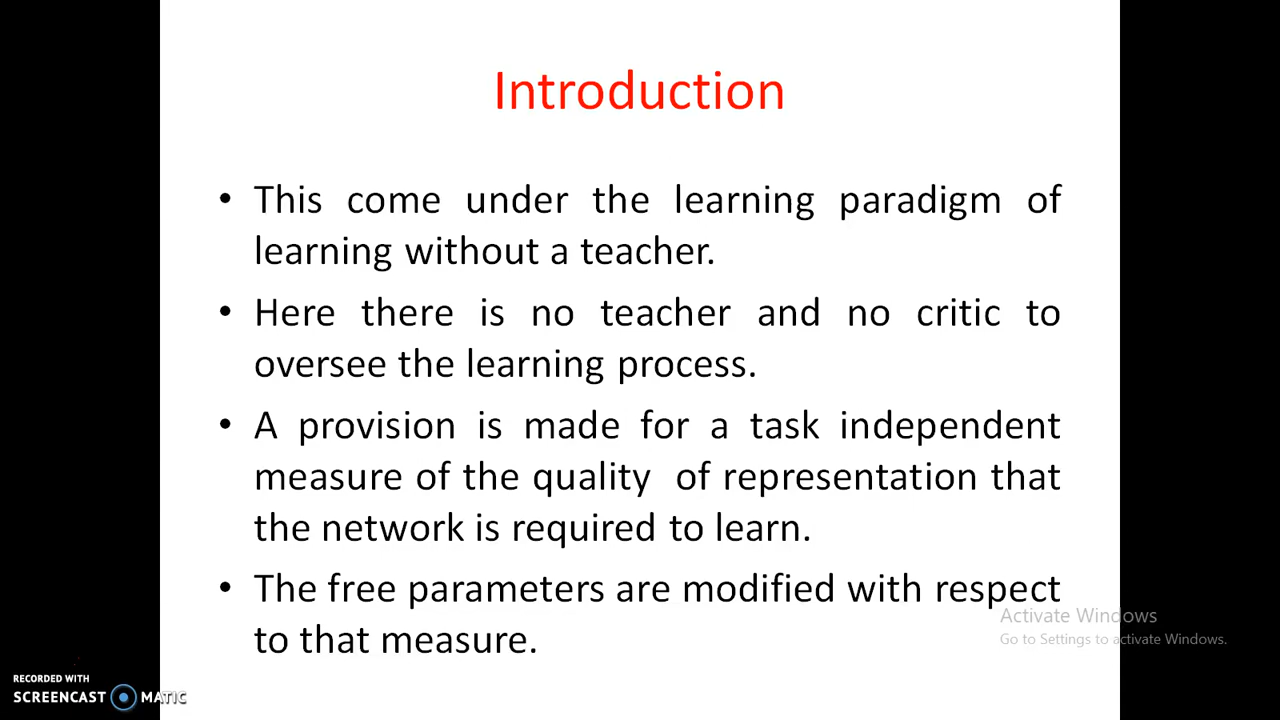 Introduction
• This come under the learning paradigm of
learning without a teacher.
• Here there is no teacher and no critic to
oversee the learning process.
• A provision is made for a task independent
measure of the quality of representation that
the network is required to learn.
• The free parameters are modified with respect
to that measure.
Activate Windows
Go to Settings to activate Windows.
RECORDED WITH
SCREENCAST MATIC